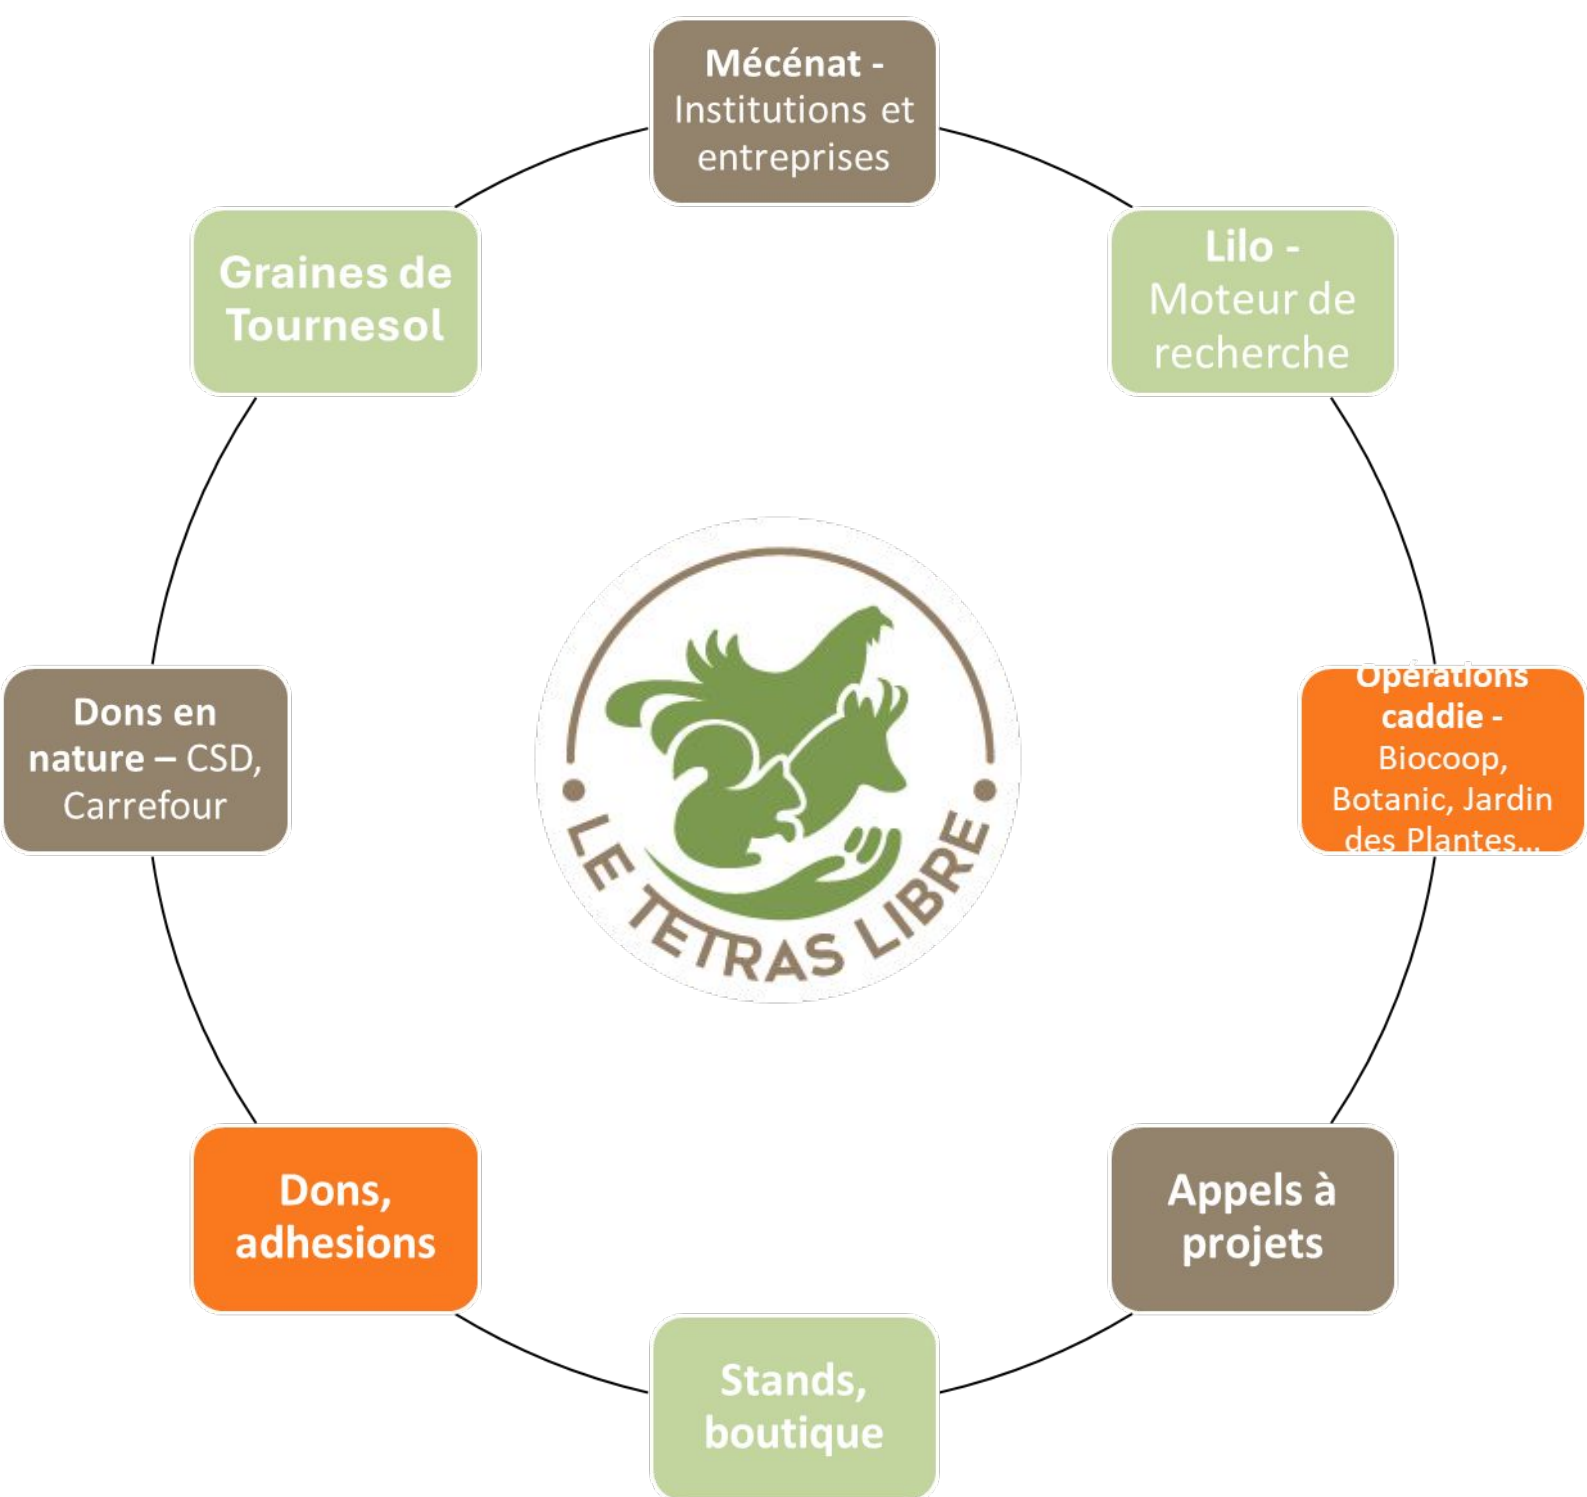 Mécénat -
Institutions et
entreprises
Lilo -
Moteur de
recherche
Opérations
caddie -
Biocoop,
Botanic, Jardin
des Plantes...
Appels à
projets
Stands,
boutique
Dons,
adhesions
Dons en
nature – CSD,
Carrefour
Graines de
Tournesol
LE TETRAS LIBRE